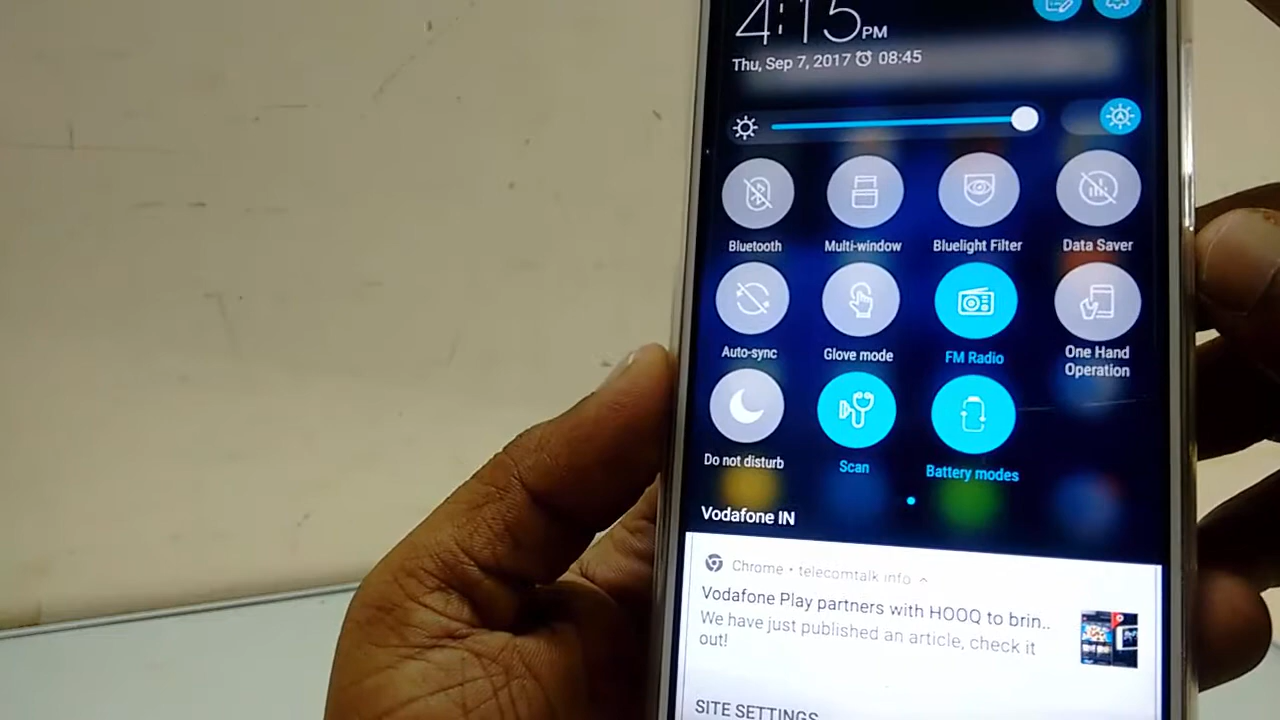 4:15 PM
Thu, Sep 7, 2017 08:45
Bluetooth
Multi-window
Bluelight Filter
Data Saver
Auto-sync
Glove mode
FM Radio
One Hand
Operation
Do not disturb
Scan
Battery modes
Vodafone IN
Chrome • telecomtalk.info
Vodafone Play partners with HOOQ to brin..
We have just published an article, check it
out!
SITE SETTINGS